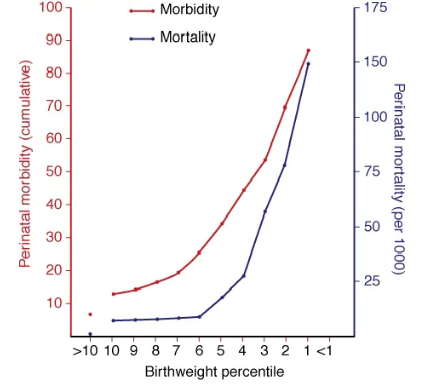 Morbidity
Mortality
Perinatal morbidity (cumulative)
100
90
80
70
60
50
40
30
20
10
175
150
100
75
50
25
Perinatal mortality (per 1000)
>10 10 9 8 7 6 5 4 3 2 1 <1
Birthweight percentile